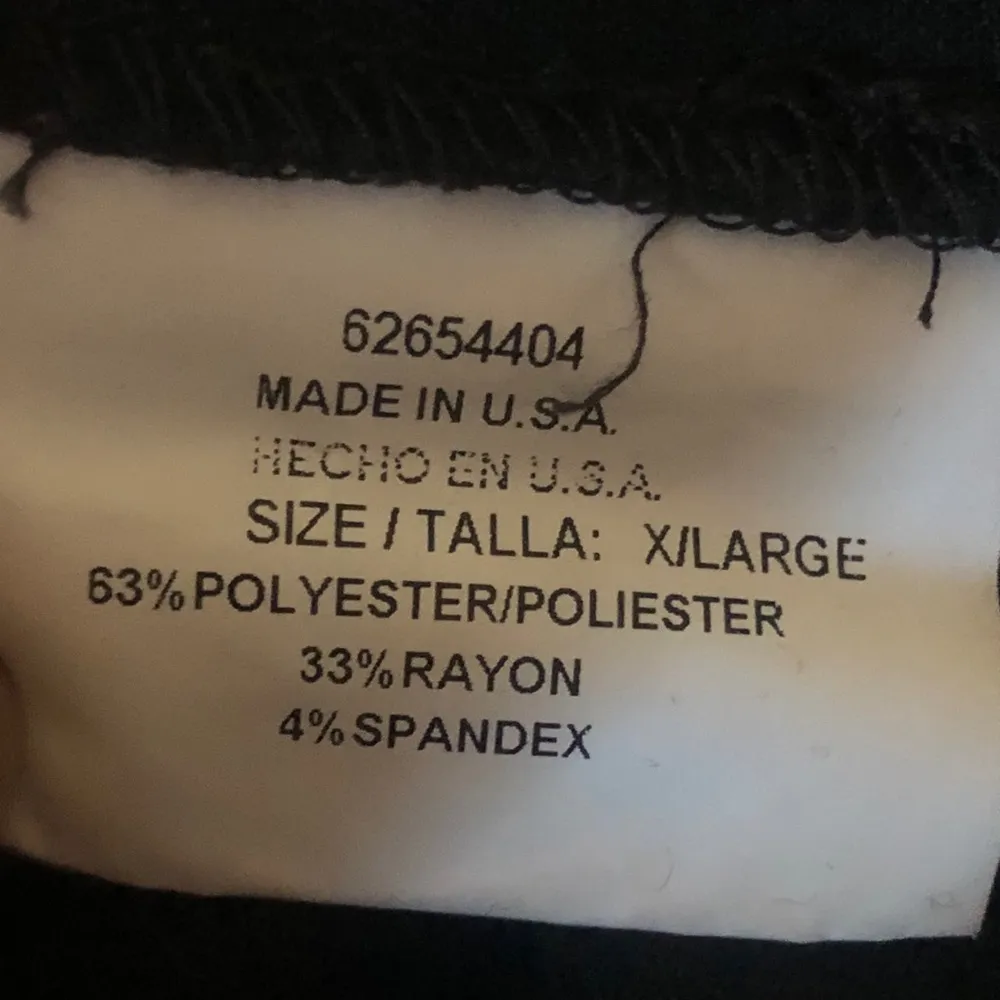 62654404
MADE IN U.S.A.
HECHO EN U.S.A.
SIZE / TALLA: X/LARGE
63% POLYESTER/POLIESTER
33% RAYON
4% SPANDEX